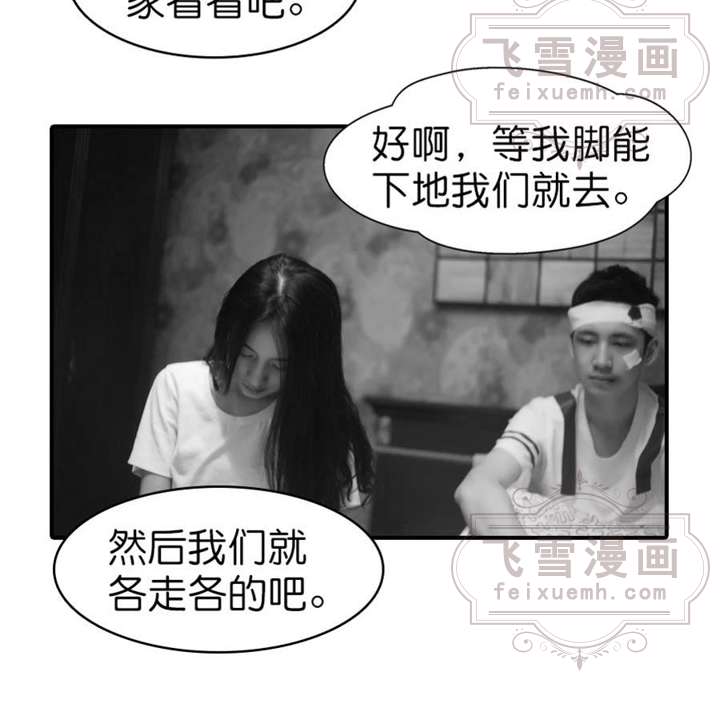 家看看吧。
飞雪漫画
feixuemh.com
好啊，等我脚能
下地我们就去。
然后我们就
各走各的吧。
飞雪漫画
feixuemh.com